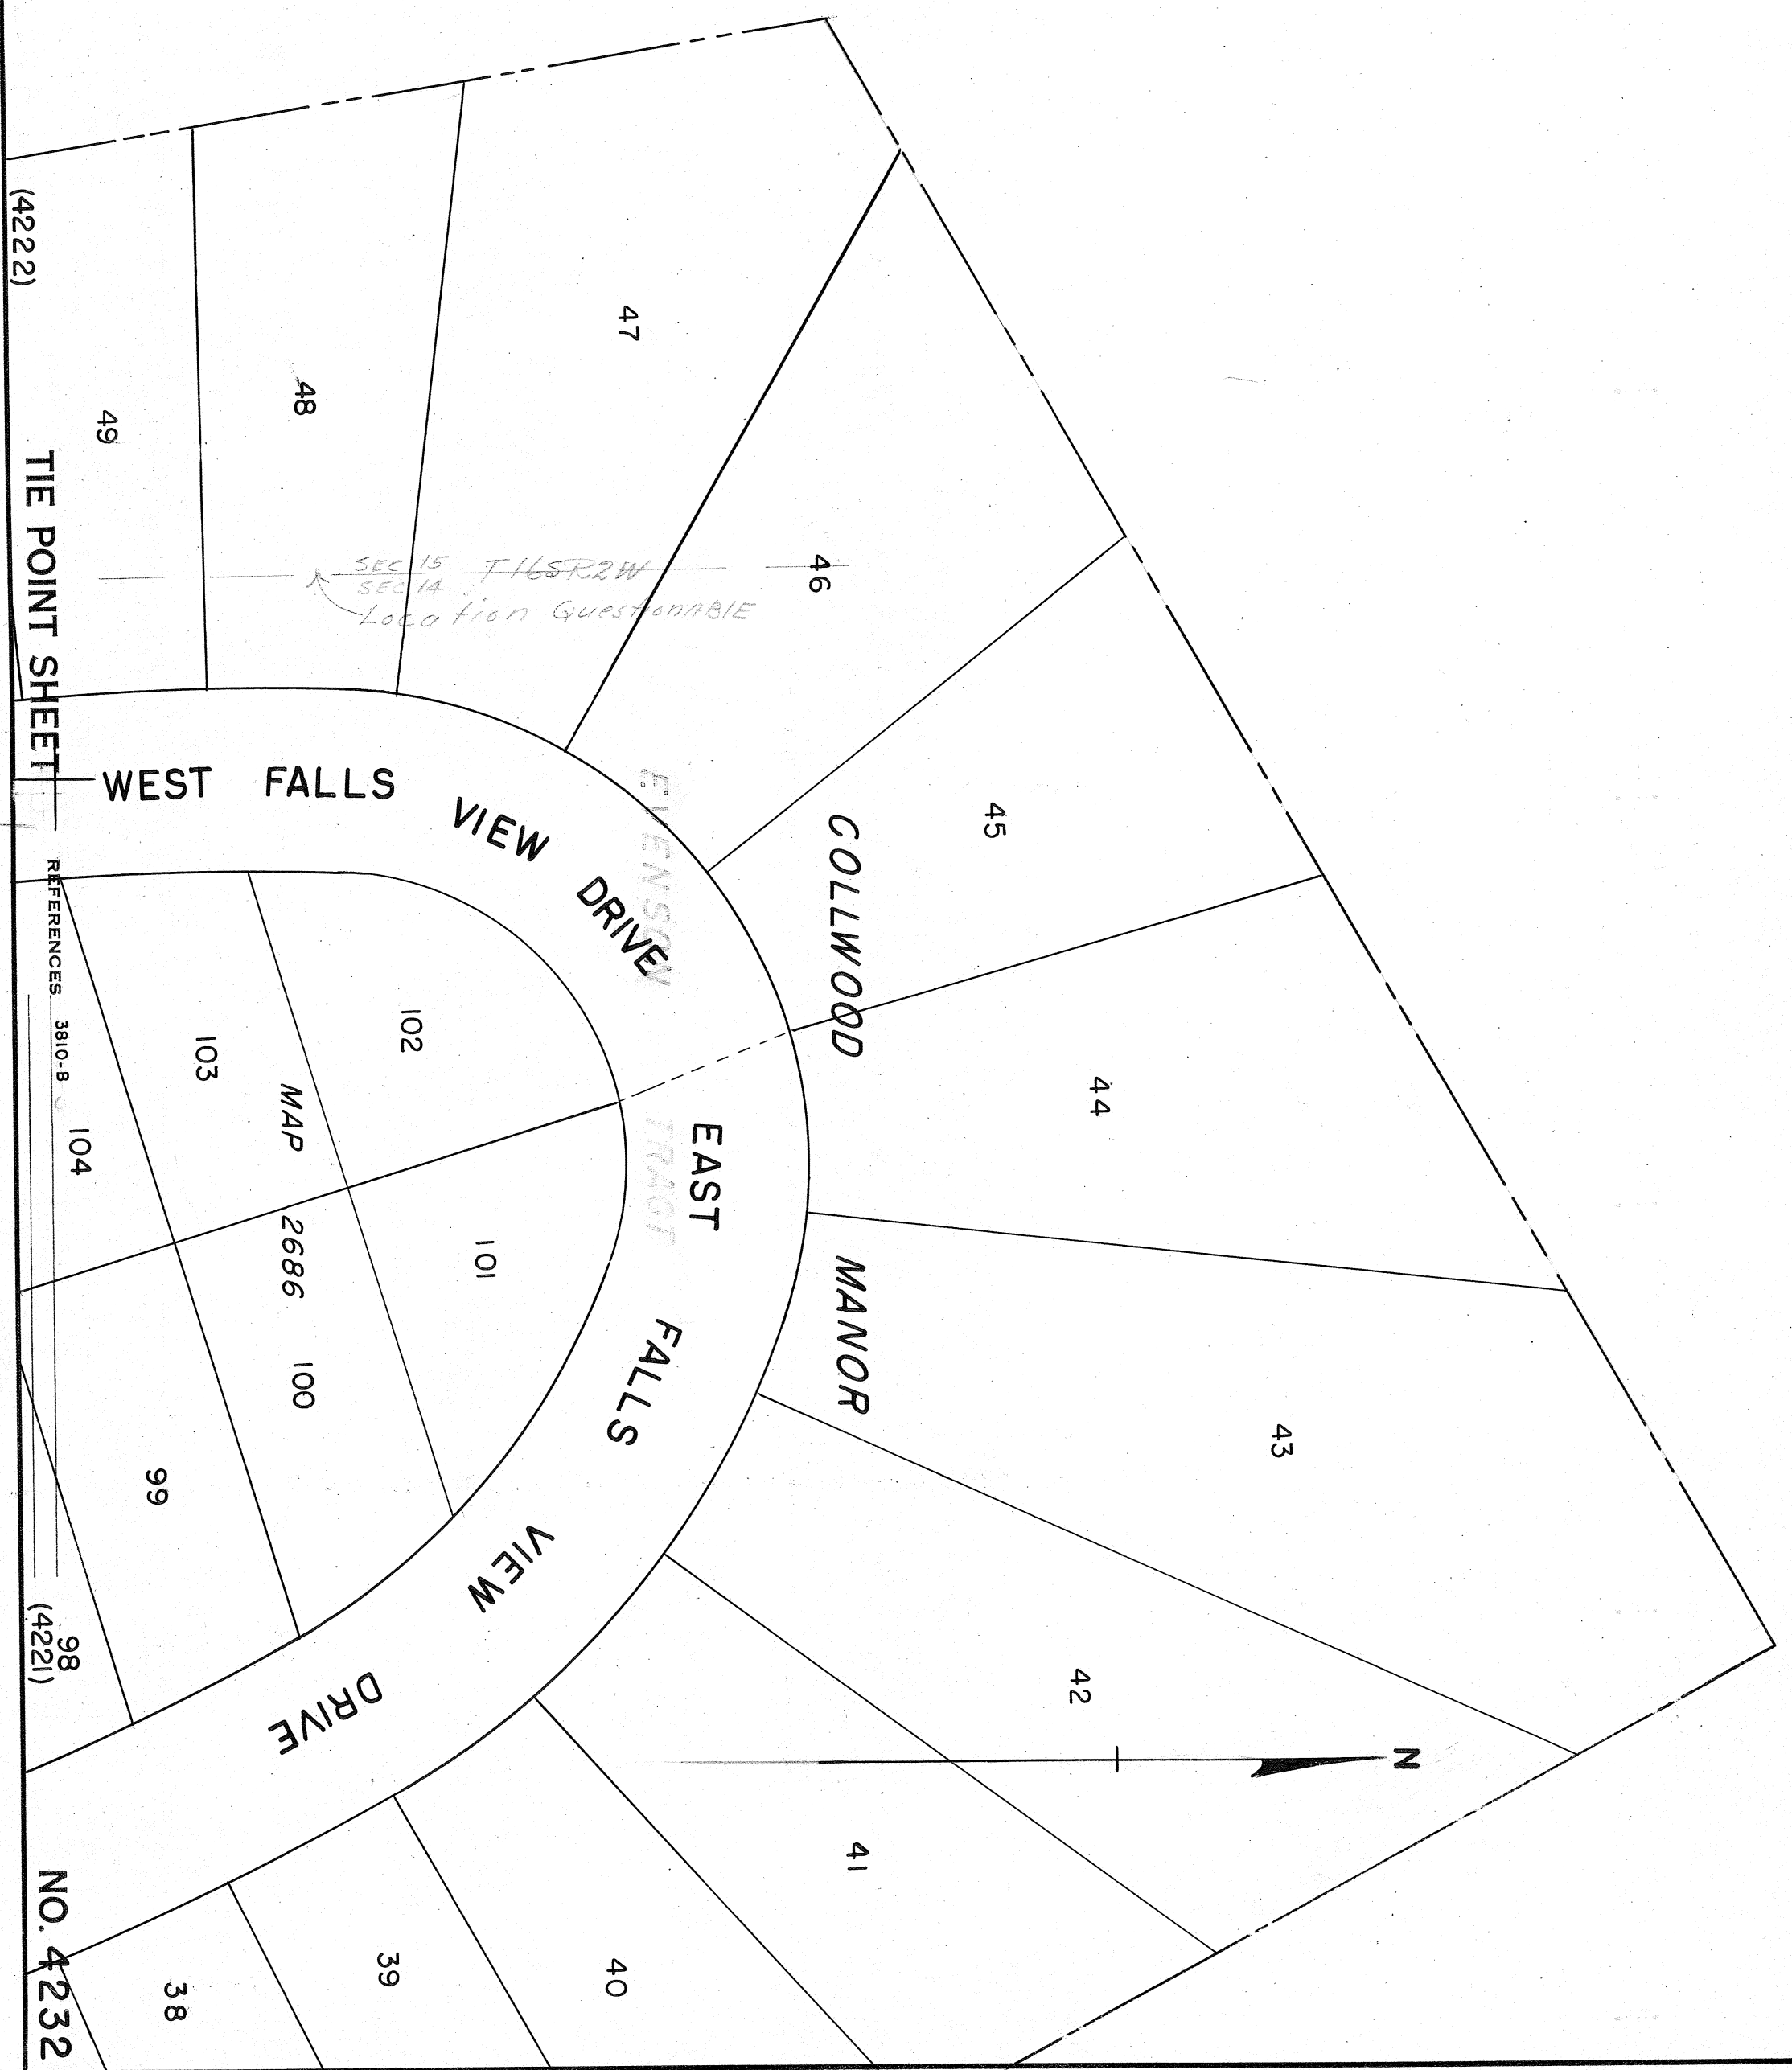 N
43
44
42
45
46
COLLWOOD MANOR
41
EAST FALLS VIEW DRIVE
EVENSON TRACT
WEST FALLS VIEW DRIVE
47
40
SEC 15 T16SR2W
SEC 14
Location QuestionABLE
101
102
39
48
MAP 2686
100
103
38
99
49
104
98
REFERENCES 3810-B
(4222)
(4221)
TIE POINT SHEET
NO. 4232